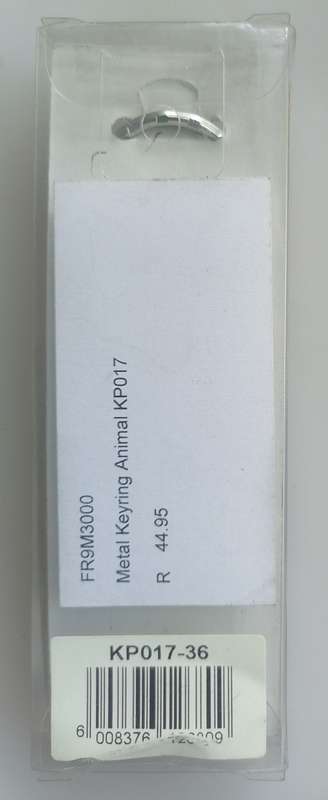 FR9M3000
Metal Keyring Animal KP017
R 44.95
KP017-36
6 008376